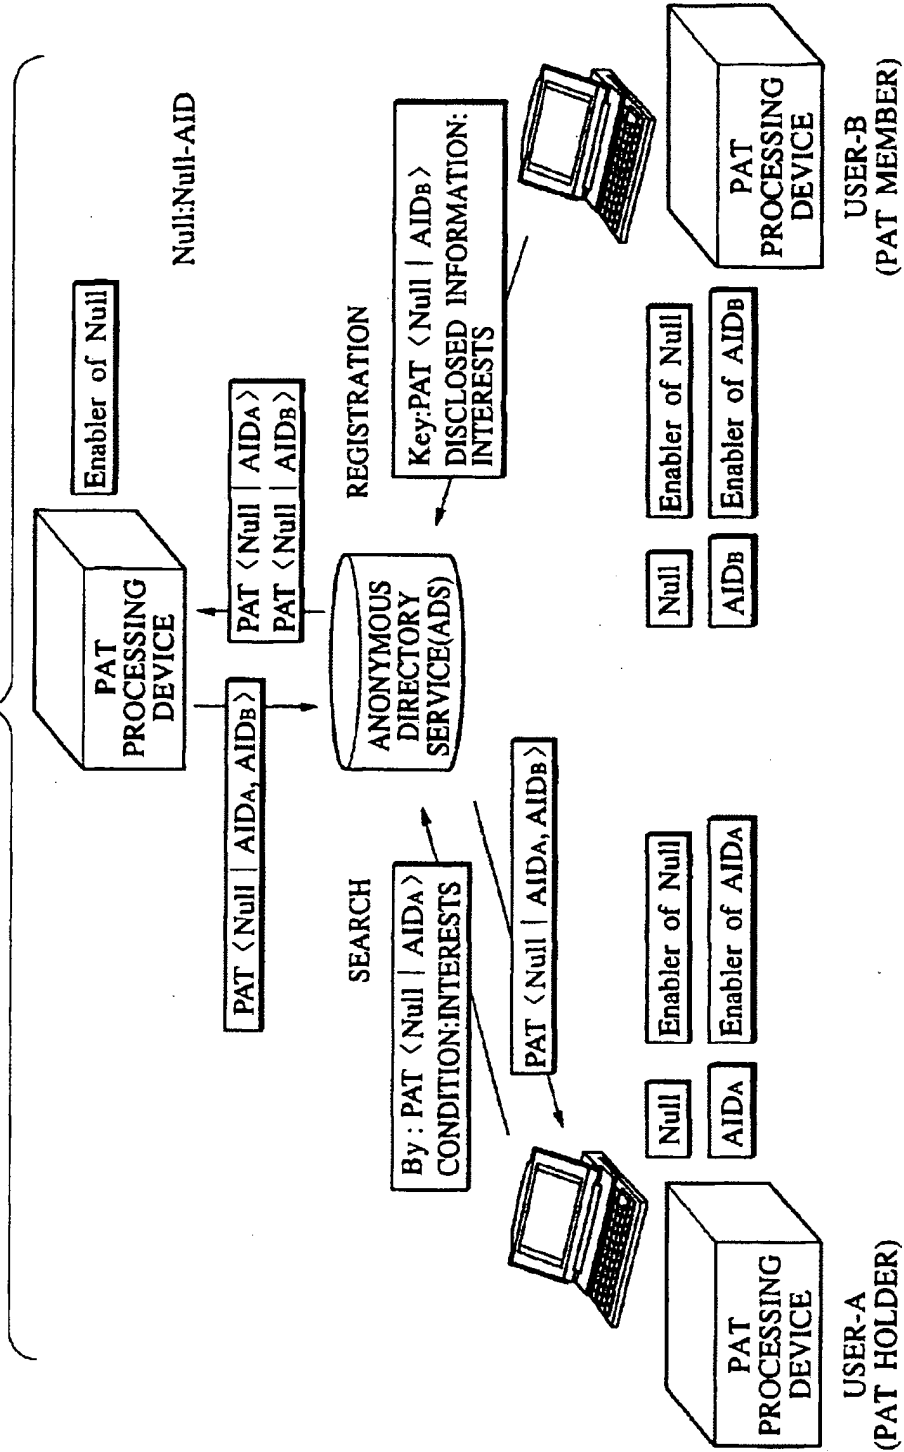 Null:Null-AID
Enabler of Null
PAT
PROCESSING
DEVICE
PAT <Null | AIDA, AIDB>
PAT <Null | AIDA>
PAT <Null | AIDB>
SEARCH
REGISTRATION
By : PAT <Null | AIDA>
CONDITION:INTERESTS
ANONYMOUS
DIRECTORY
SERVICE(ADS)
Key:PAT <Null | AIDB>
DISCLOSED INFORMATION:
INTERESTS
PAT <Null | AIDA, AIDB>
Null
Enabler of Null
AIDA
Enabler of AIDA
Null
Enabler of Null
AIDB
Enabler of AIDB
PAT
PROCESSING
DEVICE
USER-A
(PAT HOLDER)
PAT
PROCESSING
DEVICE
USER-B
(PAT MEMBER)